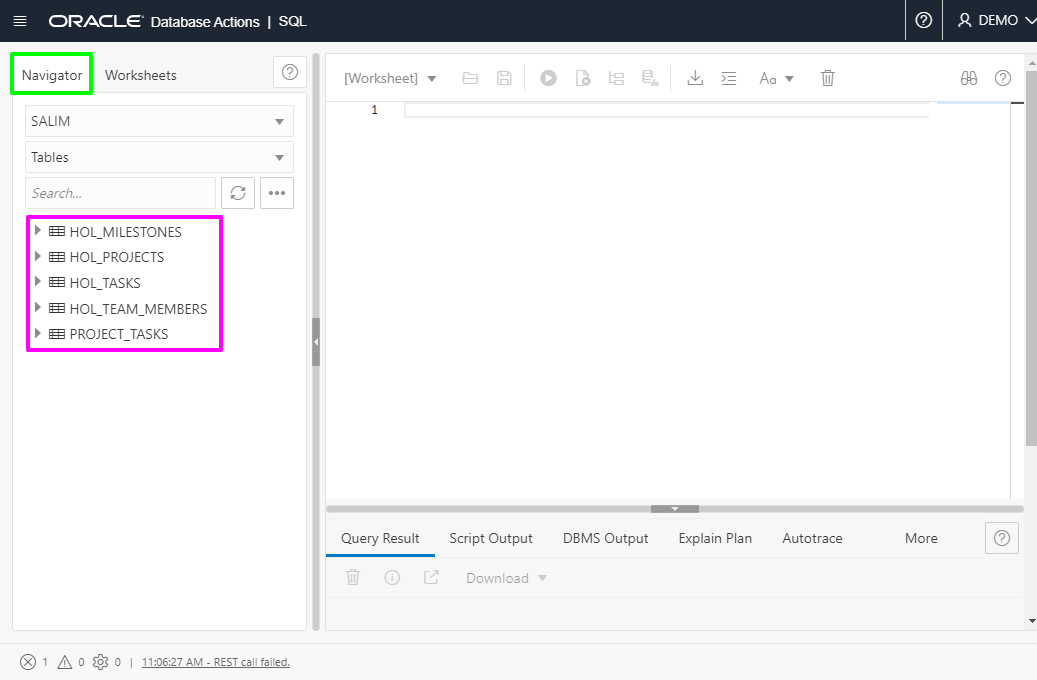 ORACLE Database Actions | SQL
DEMO
Navigator
Worksheets
SALIM
Tables
Search...
HOL_MILESTONES
HOL_PROJECTS
HOL_TASKS
HOL_TEAM_MEMBERS
PROJECT_TASKS
[Worksheet]
Aa
1
Query Result
Script Output
DBMS Output
Explain Plan
Autotrace
More
Download
1 0 0 | 11:06:27 AM - REST call failed.